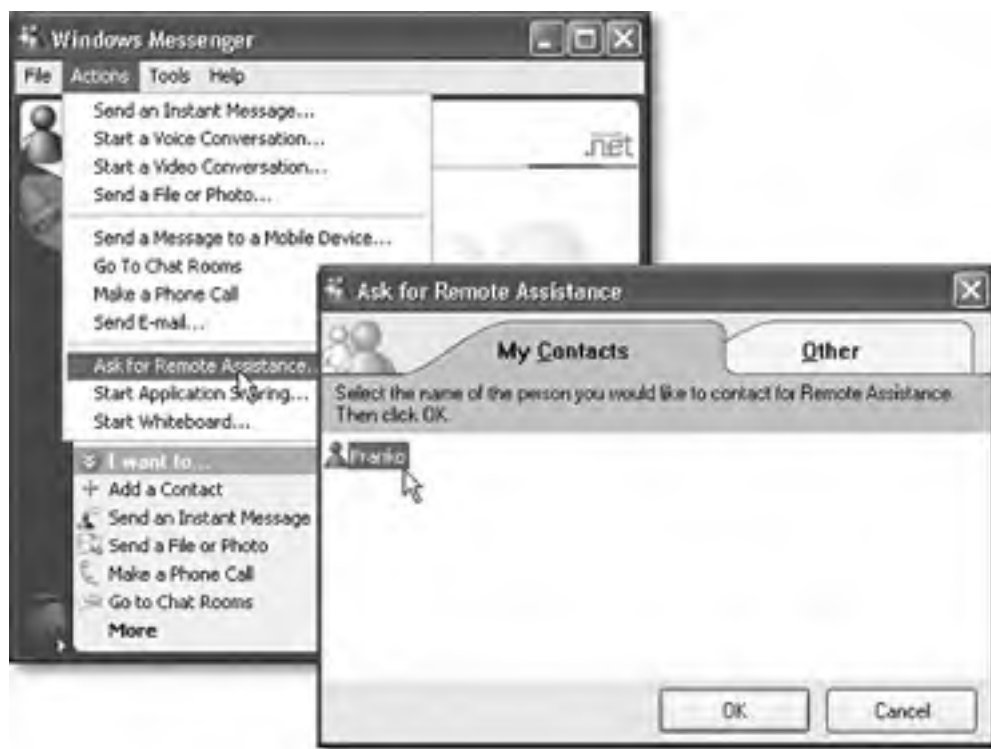 Windows Messenger
File Actions Tools Help
Send an Instant Message...
Start a Voice Conversation...
Start a Video Conversation...
Send a File or Photo...
Send a Message to a Mobile Device...
Go To Chat Rooms
Make a Phone Call
Send E-mail...
Ask for Remote Assistance...
Start Application Sharing...
Start Whiteboard...
.net
I want to...
Add a Contact
Send an Instant Message
Send a File or Photo
Make a Phone Call
Go to Chat Rooms
More
Ask for Remote Assistance
My Contacts Other
Select the name of the person you would like to contact for Remote Assistance.
Then click OK.
Franko
OK Cancel